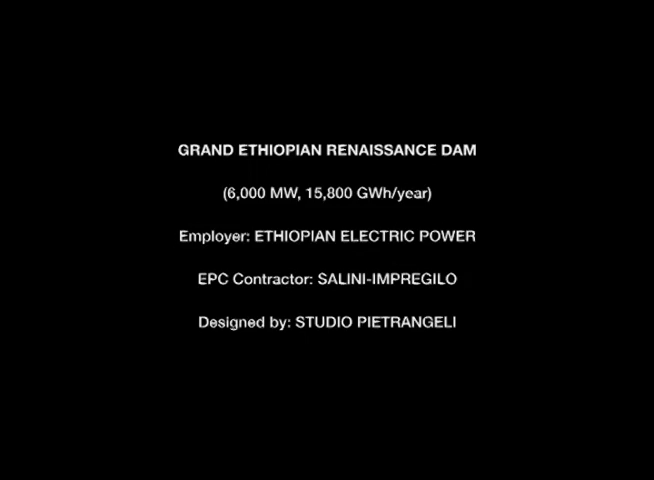 GRAND ETHIOPIAN RENAISSANCE DAM
(6,000 MW, 15,800 GWh/year)
Employer: ETHIOPIAN ELECTRIC POWER
EPC Contractor: SALINI-IMPREGILO
Designed by: STUDIO PIETRANGELI